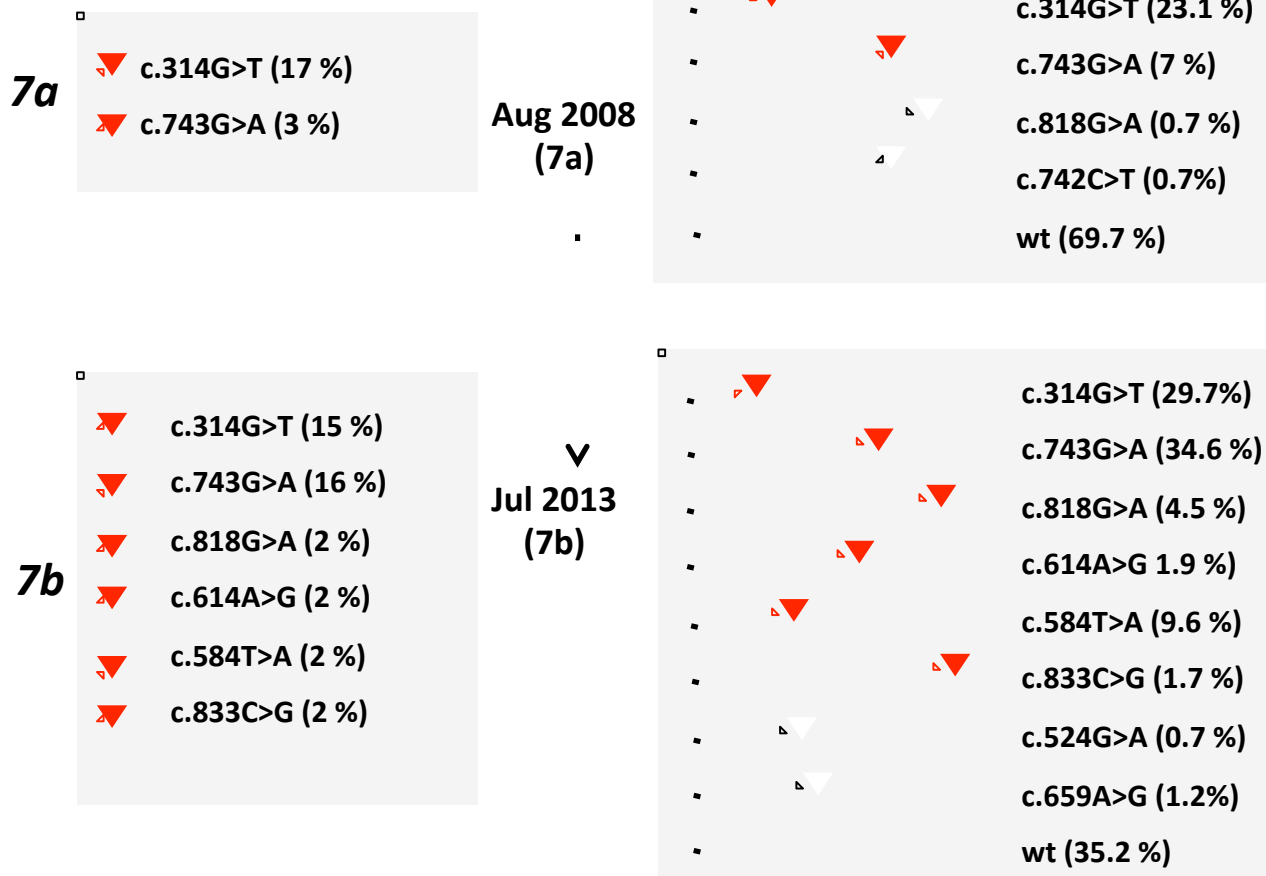 7a
c.314G>T (17 %)
c.743G>A (3 %)
Aug 2008
(7a)
c.314G>T (23.1 %)
c.743G>A (7 %)
c.818G>A (0.7 %)
c.742C>T (0.7%)
wt (69.7 %)
7b
c.314G>T (15 %)
c.743G>A (16 %)
c.818G>A (2 %)
c.614A>G (2 %)
c.584T>A (2 %)
c.833C>G (2 %)
Jul 2013
(7b)
c.314G>T (29.7%)
c.743G>A (34.6 %)
c.818G>A (4.5 %)
c.614A>G 1.9 %)
c.584T>A (9.6 %)
c.833C>G (1.7 %)
c.524G>A (0.7 %)
c.659A>G (1.2%)
wt (35.2 %)